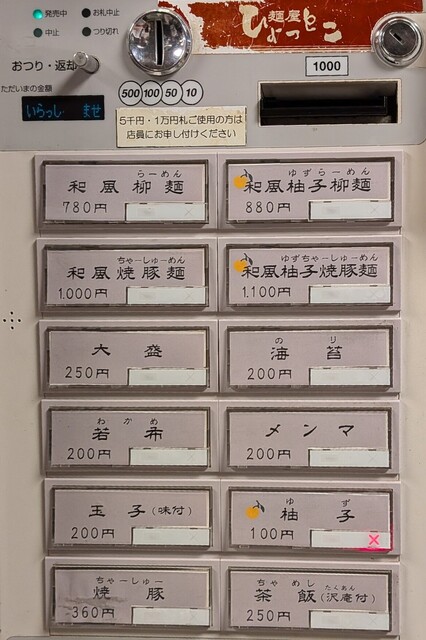 発売中 お札中止
中止 つり切れ
麺屋
ひょっとこ
おつり・返却
1000
ただいまの金額
いらっしゃいませ
500 100 50 10
5千円・1万円札ご使用の方は
店員にお申し付けください
らーめん
和風柳麺
780円
ゆずらーめん
和風柚子柳麺
880円
ちゃーしゅーめん
和風焼豚麺
1.000円
ゆずちゃーしゅーめん
和風柚子焼豚麺
1.100円
大盛
250円
のり
海苔
200円
わかめ
若布
200円
メンマ
200円
玉子(味付)
200円
ゆず
柚子
100円
×
ちゃーしゅー
焼豚
360円
ちゃめし たくあん
茶飯(沢庵付)
250円